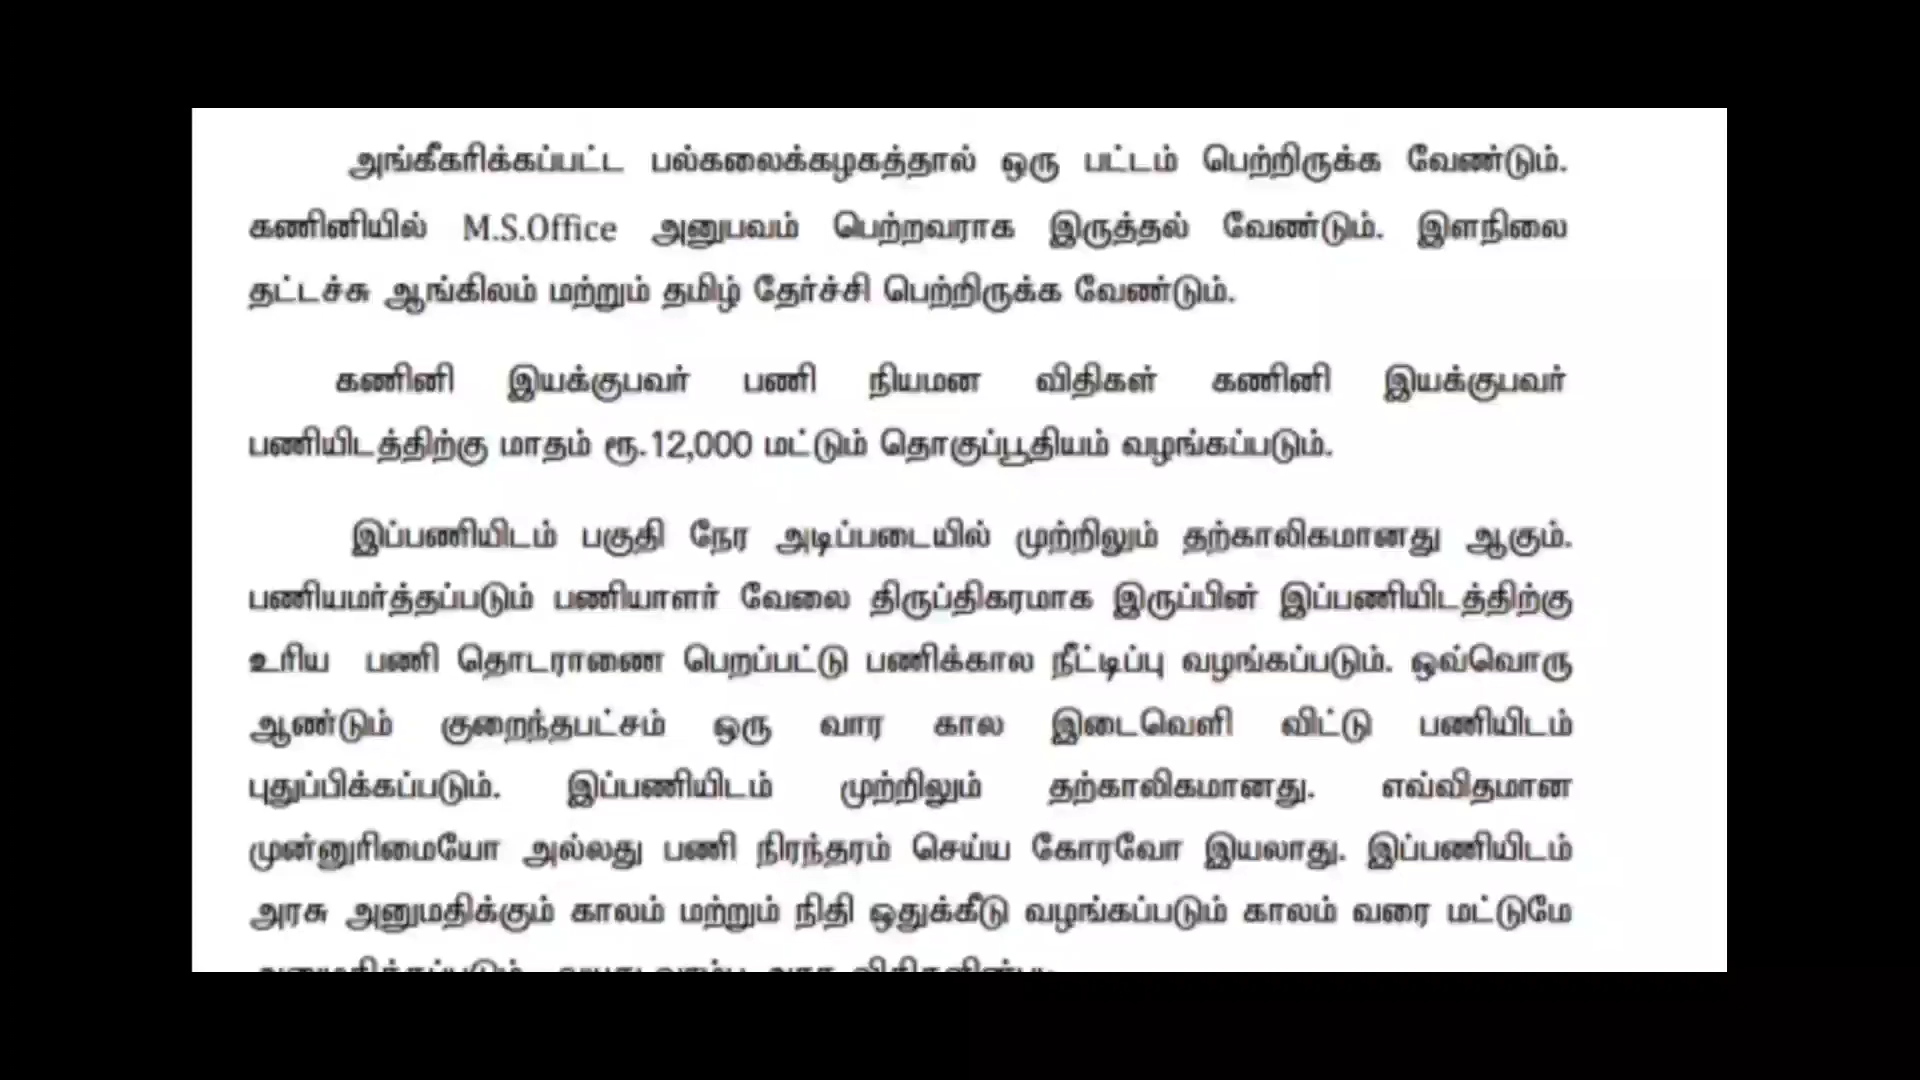 அங்கீகரிக்கப்பட்ட பல்கலைக்கழகத்தால் ஒரு பட்டம் பெற்றிருக்க வேண்டும்.
கணினியில் M.S.Office அனுபவம் பெற்றவராக இருத்தல் வேண்டும். இளநிலை
தட்டச்சு ஆங்கிலம் மற்றும் தமிழ் தேர்ச்சி பெற்றிருக்க வேண்டும்.
கணினி இயக்குபவர் பணி நியமன விதிகள் கணினி இயக்குபவர்
பணியிடத்திற்கு மாதம் ரூ.12,000 மட்டும் தொகுப்பூதியம் வழங்கப்படும்.
இப்பணியிடம் பகுதி நேர அடிப்படையில் முற்றிலும் தற்காலிகமானது ஆகும்.
பணியமர்த்தப்படும் பணியாளர் வேலை திருப்திகரமாக இருப்பின் இப்பணியிடத்திற்கு
உரிய பணி தொடராணை பெறப்பட்டு பணிக்கால நீட்டிப்பு வழங்கப்படும். ஒவ்வொரு
ஆண்டும் குறைந்தபட்சம் ஒரு வார கால இடைவெளி விட்டு பணியிடம்
புதுப்பிக்கப்படும். இப்பணியிடம் முற்றிலும் தற்காலிகமானது. எவ்விதமான
முன்னுரிமையோ அல்லது பணி நிரந்தரம் செய்ய கோரவோ இயலாது. இப்பணியிடம்
அரசு அனுமதிக்கும் காலம் மற்றும் நிதி ஒதுக்கீடு வழங்கப்படும் காலம் வரை மட்டுமே